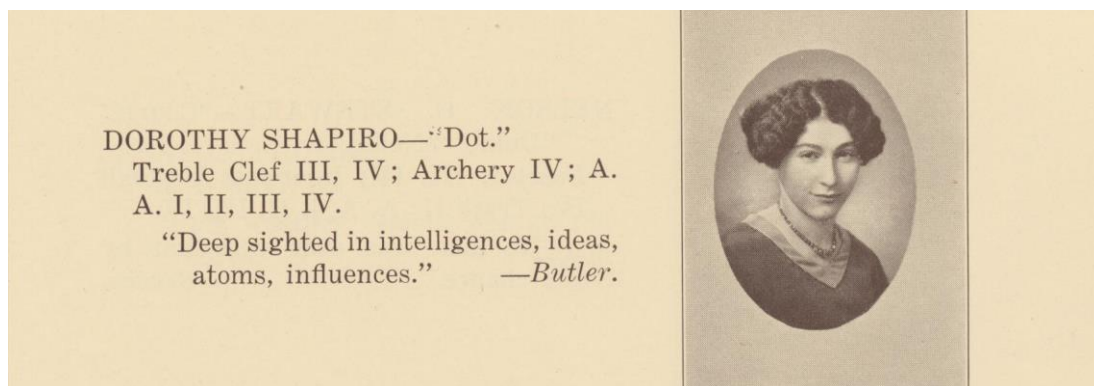 DOROTHY SHAPIRO—“Dot.”
Treble Clef III, IV; Archery IV; A.
A. I, II, III, IV.
“Deep sighted in intelligences, ideas,
atoms, influences.” —Butler.